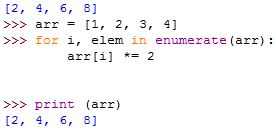 [2, 4, 6, 8]
>>> arr = [1, 2, 3, 4]
>>> for i, elem in enumerate(arr):
        arr[i] *= 2
>>> print (arr)
[2, 4, 6, 8]